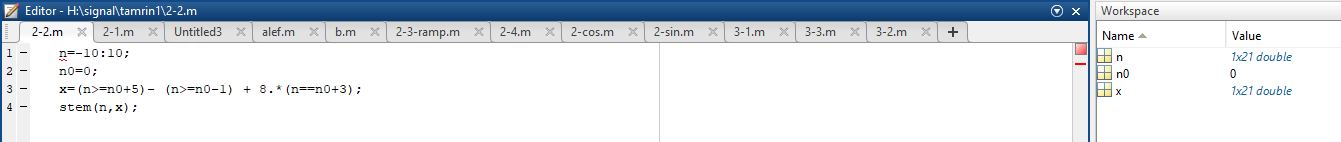 Editor - H:\signal\tamrin1\2-2.m
2-2.m 2-1.m Untitled3 alef.m b.m 2-3-ramp.m 2-4.m 2-cos.m 2-sin.m 3-1.m 3-3.m 3-2.m +
1 - n=-10:10;
2 - n0=0;
3 - x=(n>=n0+5)- (n>=n0-1) + 8.*(n==n0+3);
4 - stem(n,x);
Workspace
Name Value
n 1x21 double
n0 0
x 1x21 double